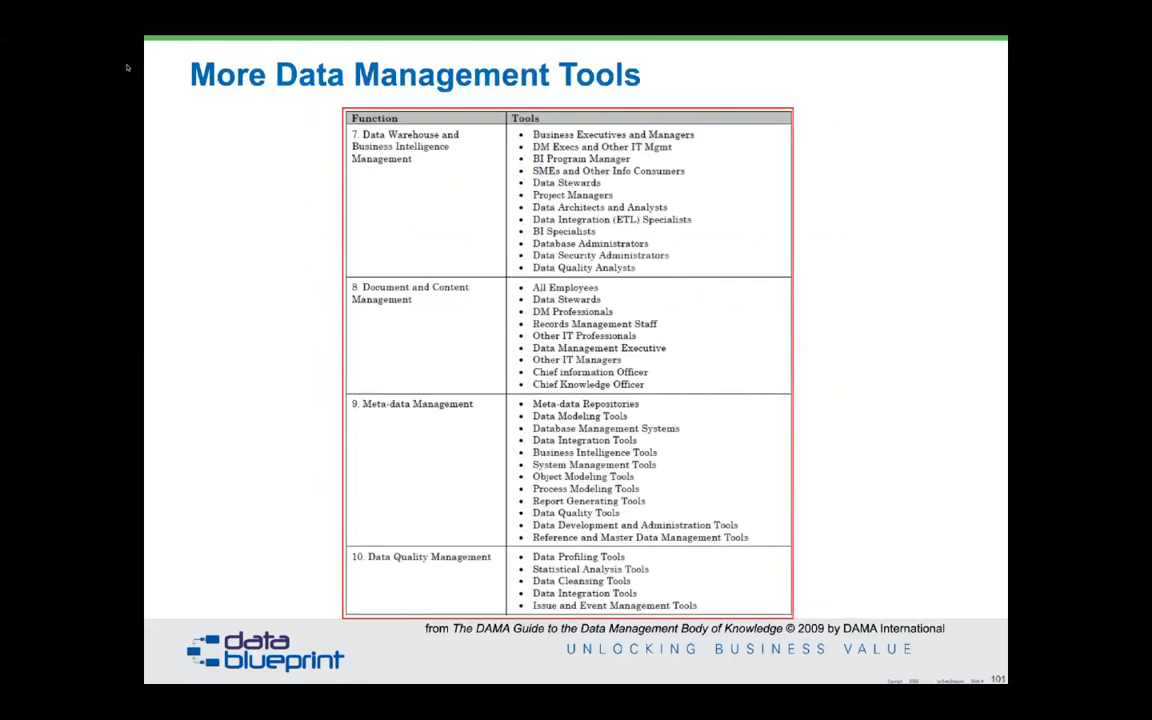 More Data Management Tools
Function Tools
7. Data Warehouse and
Business Intelligence
Management
• Business Executives and Managers
• DM Execs and Other IT Mgmt
• BI Program Manager
• SMEs and Other Info Consumers
• Data Stewards
• Project Managers
• Data Architects and Analysts
• Data Integration (ETL) Specialists
• BI Specialists
• Database Administrators
• Data Security Administrators
• Data Quality Analysts
8. Document and Content
Management
• All Employees
• Data Stewards
• DM Professionals
• Records Management Staff
• Other IT Professionals
• Data Management Executive
• Other IT Managers
• Chief information Officer
• Chief Knowledge Officer
9. Meta-data Management
• Meta-data Repositories
• Data Modeling Tools
• Database Management Systems
• Data Integration Tools
• Business Intelligence Tools
• System Management Tools
• Object Modeling Tools
• Process Modeling Tools
• Report Generating Tools
• Data Quality Tools
• Data Development and Administration Tools
• Reference and Master Data Management Tools
10. Data Quality Management
• Data Profiling Tools
• Statistical Analysis Tools
• Data Cleansing Tools
• Data Integration Tools
• Issue and Event Management Tools
from The DAMA Guide to the Data Management Body of Knowledge © 2009 by DAMA International
data
blueprint
UNLOCKING BUSINESS VALUE
101